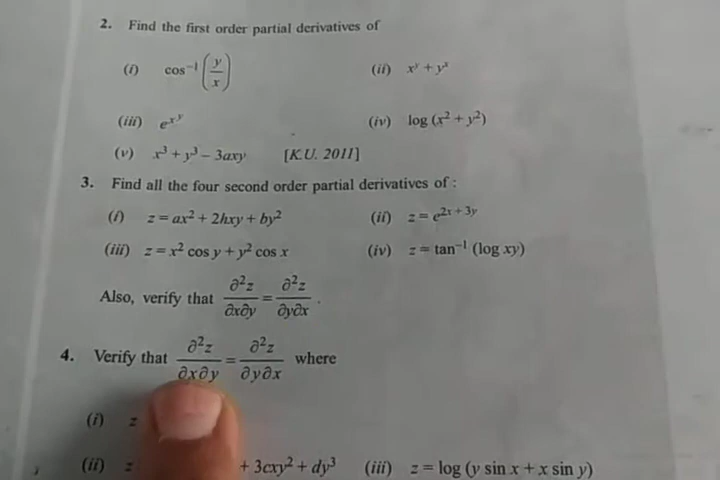 2. Find the first order partial derivatives of
(i) cos⁻¹(y/x) (ii) xʸ + yˣ
(iii) e^(x^y) (iv) log (x² + y²)
(v) x³ + y³ – 3axy [K.U. 2011]
3. Find all the four second order partial derivatives of :
(i) z = ax² + 2hxy + by² (ii) z = e^(2x + 3y)
(iii) z = x² cos y + y² cos x (iv) z = tan⁻¹ (log xy)
Also, verify that ∂²z/∂x∂y = ∂²z/∂y∂x .
4. Verify that ∂²z/∂x∂y = ∂²z/∂y∂x where
(i) z
(ii) z + 3cxy² + dy³ (iii) z = log (y sin x + x sin y)